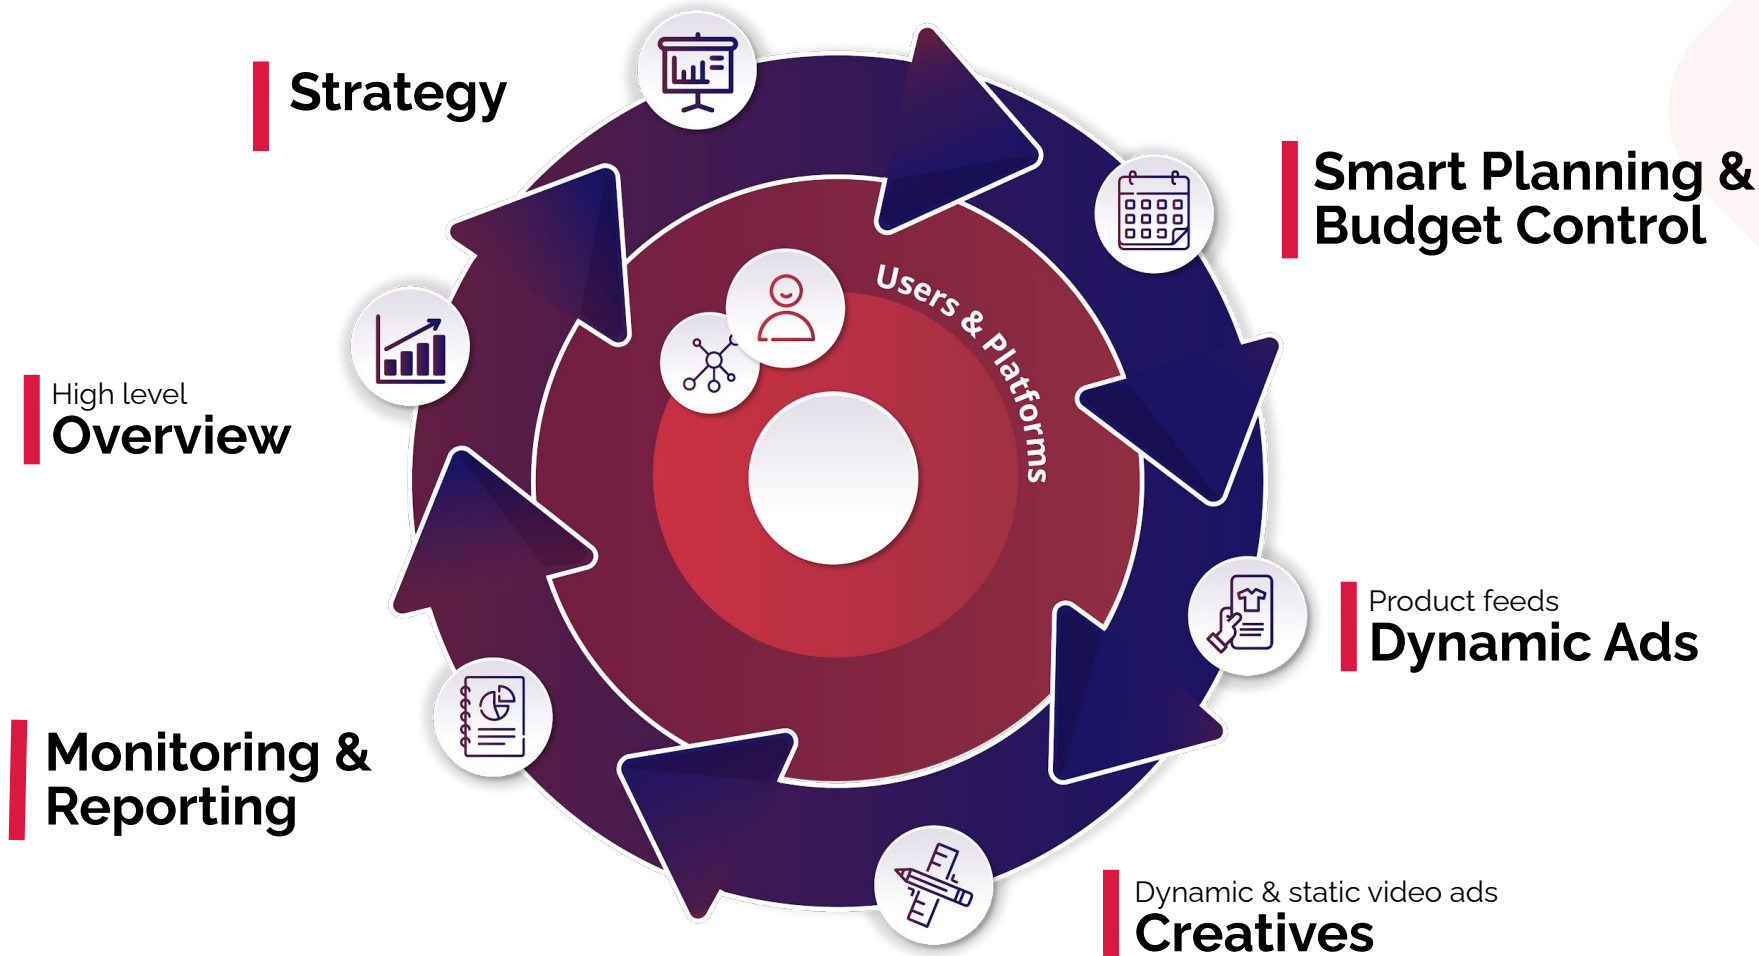 Strategy
Smart Planning &
Budget Control
Users & Platforms
High level
Overview
Product feeds
Dynamic Ads
Monitoring &
Reporting
Dynamic & static video ads
Creatives